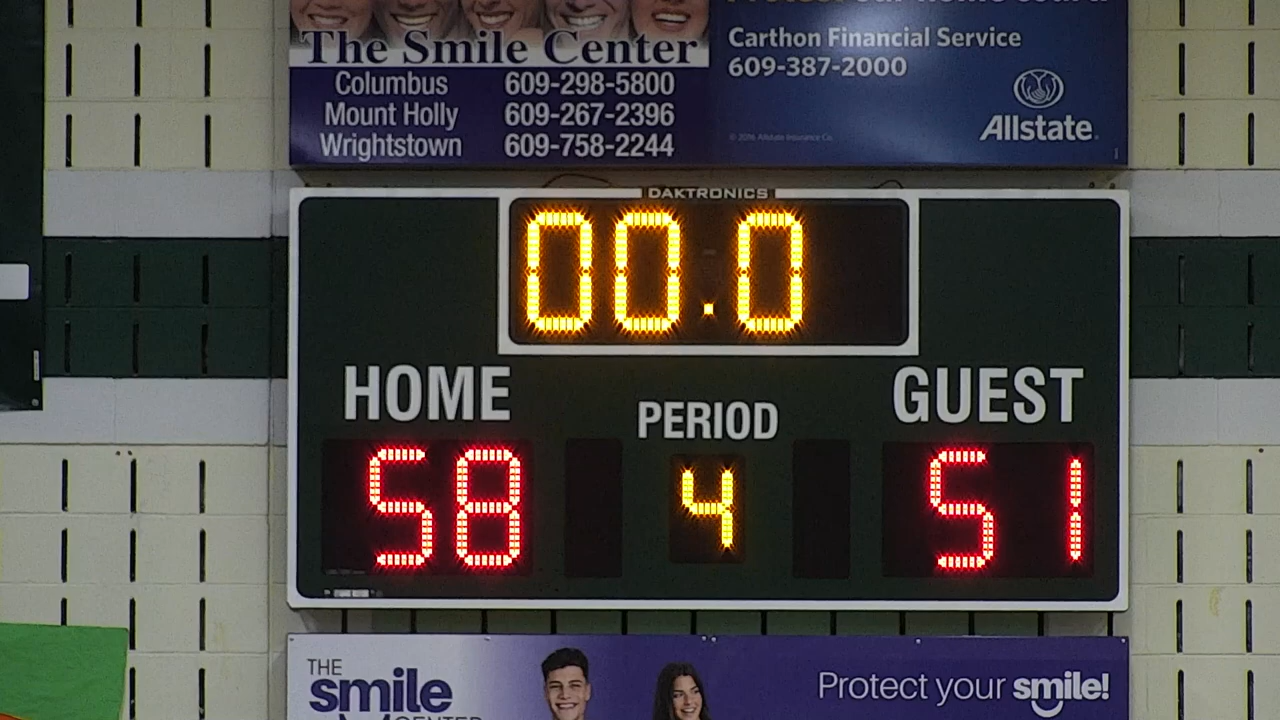 The Smile Center
Columbus 609-298-5800
Mount Holly 609-267-2396
Wrightstown 609-758-2244
Carthon Financial Service
609-387-2000
Allstate
© 2016 Allstate Insurance Co.
DAKTRONICS
00.0
HOME
PERIOD
GUEST
58
4
51
THE
smile
CENTER
Protect your smile!